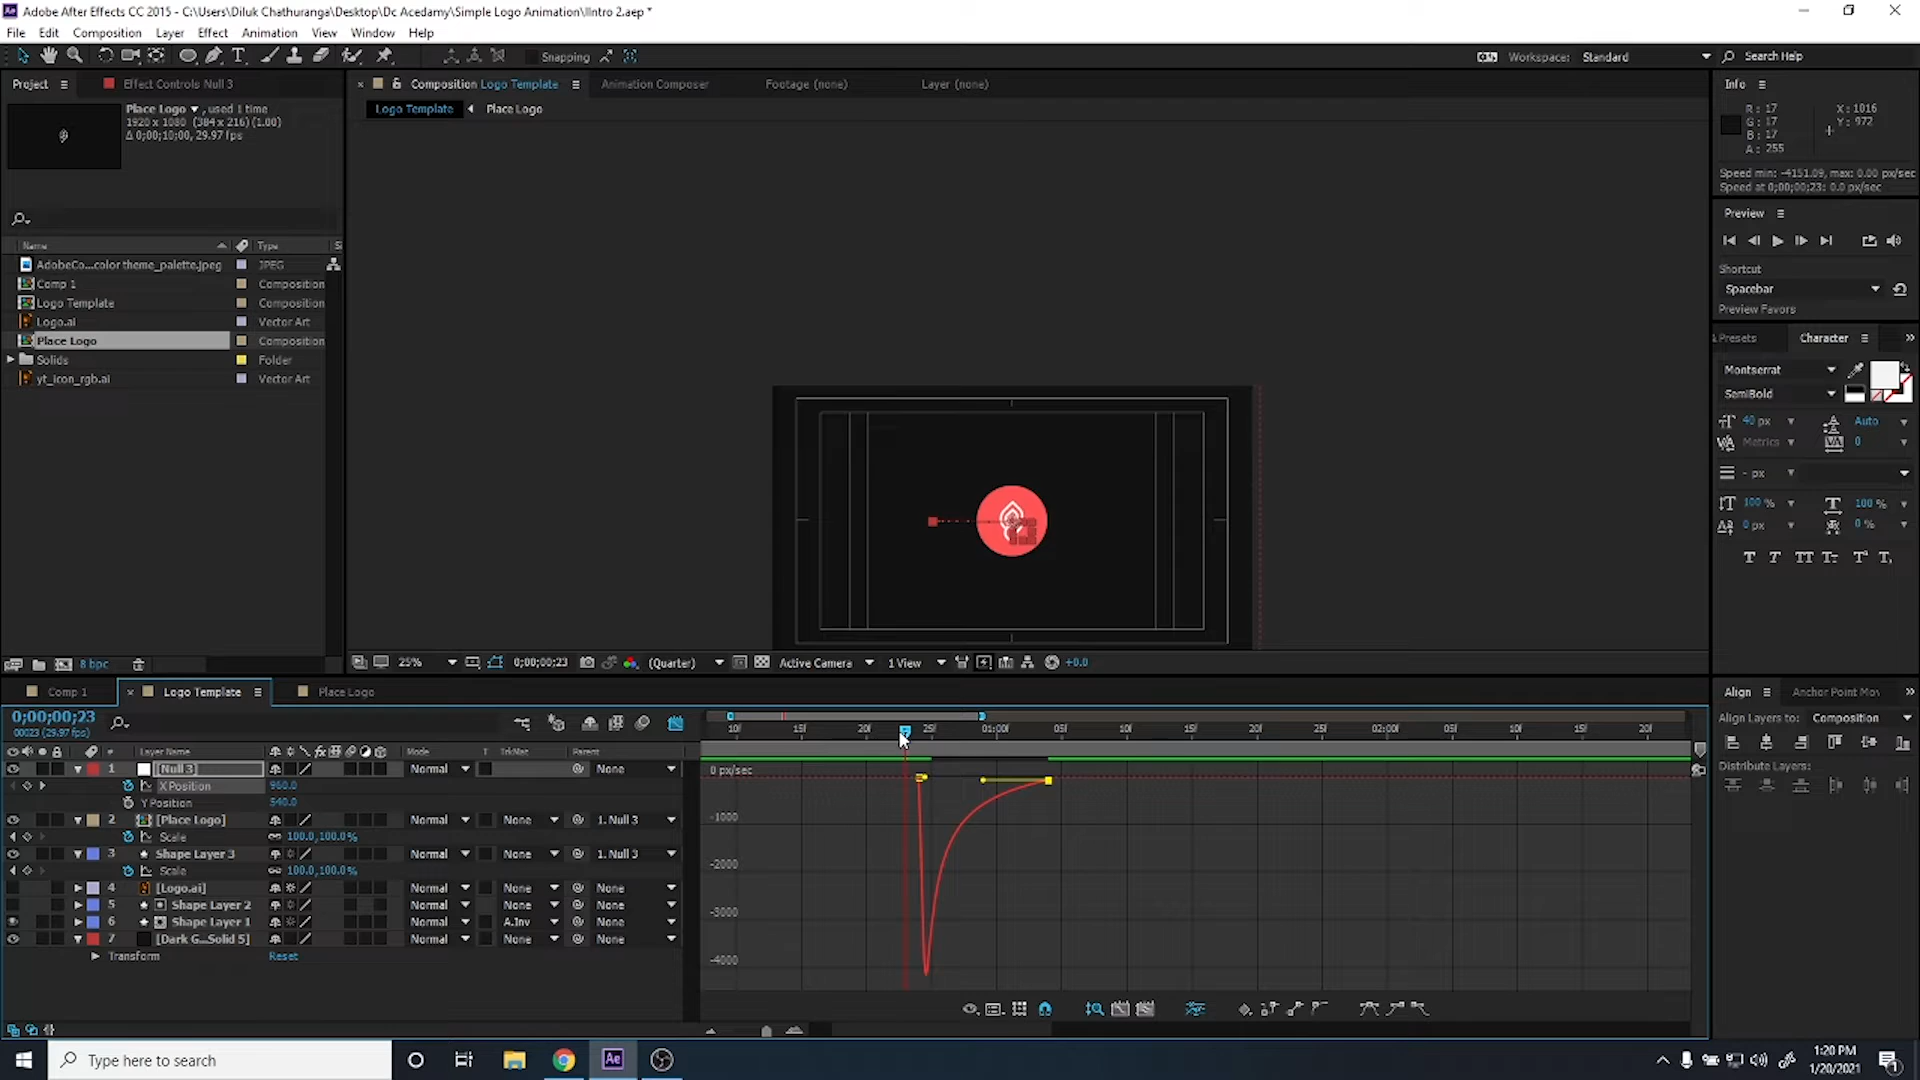 Adobe After Effects CC 2015 - C:\Users\Diluk Chathuranga\Desktop\Dc Acedamy\Simple Logo Animation\IIntro 2.aep *
File Edit Composition Layer Effect Animation View Window Help
Snapping
Workspace: Standard
Search Help
Project
Effect Controls Null 3
Composition Logo Template
Animation Composer
Footage (none)
Layer (none)
Info
Logo Template
Place Logo
Place Logo , used 1 time
1920 x 1080 (384 x 216) (1.00)
Δ 0;00;10;00, 29.97 fps
R: 17
G: 17
B: 17
A: 255
X: 1016
Y: 972
Speed min: -4151.09, max: 0.00 px/sec
Speed at 0;00;00;23: 0.0 px/sec
Preview
Shortcut
Spacebar
Preview Favors
Name Type Si
AdobeCo...color theme_palette.jpeg JPEG
Comp 1 Composition
Logo Template Composition
Logo.ai Vector Art
Place Logo Composition
Solids Folder
yt_icon_rgb.ai Vector Art
Presets
Character
Montserrat
SemiBold
40 px Auto
Metrics 0
- px
100 % 100 %
0 px 0 %
8 bpc
25% 0;00;00;23 (Quarter) Active Camera 1 View +0.0
Comp 1
Logo Template
Place Logo
Align
Anchor Point Mov
Align Layers to: Composition
Distribute Layers:
0;00;00;23
00023 (29.97 fps)
10f 15f 20f 25f 01:00f 05f 10f 15f 20f 25f 02:00f 05f 10f 15f 20f
# Layer Name Mode T TrkMat Parent
1 [Null 3] Normal None
X Position 960.0
Y Position 540.0
2 [Place Logo] Normal None 1. Null 3
Scale 100.0,100.0%
3 Shape Layer 3 Normal None 1. Null 3
Scale 100.0,100.0%
4 [Logo.ai] Normal None None
5 Shape Layer 2 Normal None None
6 Shape Layer 1 Normal A.Inv None
7 [Dark G...Solid 5] Normal None None
Transform Reset
0 px/sec
-1000
-2000
-3000
-4000
Type here to search
Ae
1:20 PM
1/20/2021
1